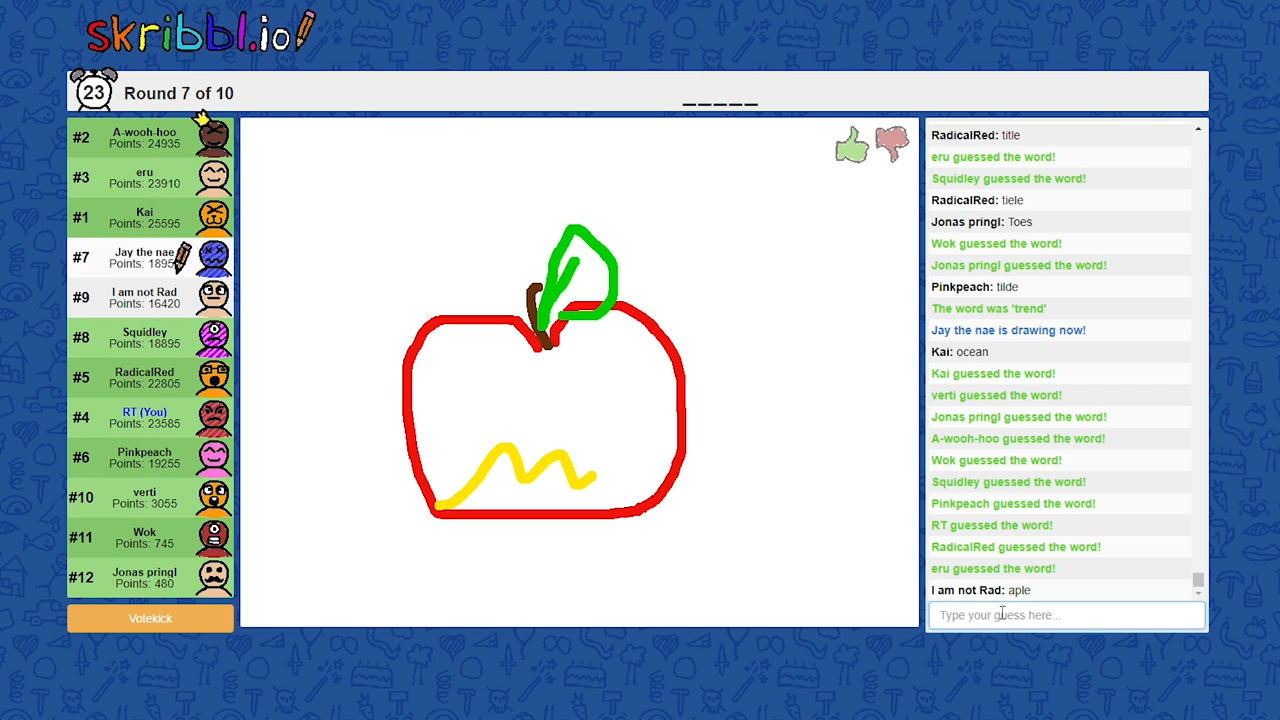 skribbl.io
23
Round 7 of 10
_____
#2 A-wooh-hoo
Points: 24935
#3 eru
Points: 23910
#1 Kai
Points: 25595
#7 Jay the nae
Points: 1895
#9 I am not Rad
Points: 16420
#8 Squidley
Points: 18895
#5 RadicalRed
Points: 22805
#4 RT (You)
Points: 23585
#6 Pinkpeach
Points: 19255
#10 verti
Points: 3055
#11 Wok
Points: 745
#12 Jonas pringl
Points: 480
Votekick
RadicalRed: title
eru guessed the word!
Squidley guessed the word!
RadicalRed: tiele
Jonas pringl: Toes
Wok guessed the word!
Jonas pringl guessed the word!
Pinkpeach: tilde
The word was 'trend'
Jay the nae is drawing now!
Kai: ocean
Kai guessed the word!
verti guessed the word!
Jonas pringl guessed the word!
A-wooh-hoo guessed the word!
Wok guessed the word!
Squidley guessed the word!
Pinkpeach guessed the word!
RT guessed the word!
RadicalRed guessed the word!
eru guessed the word!
I am not Rad: aple
Type your guess here...